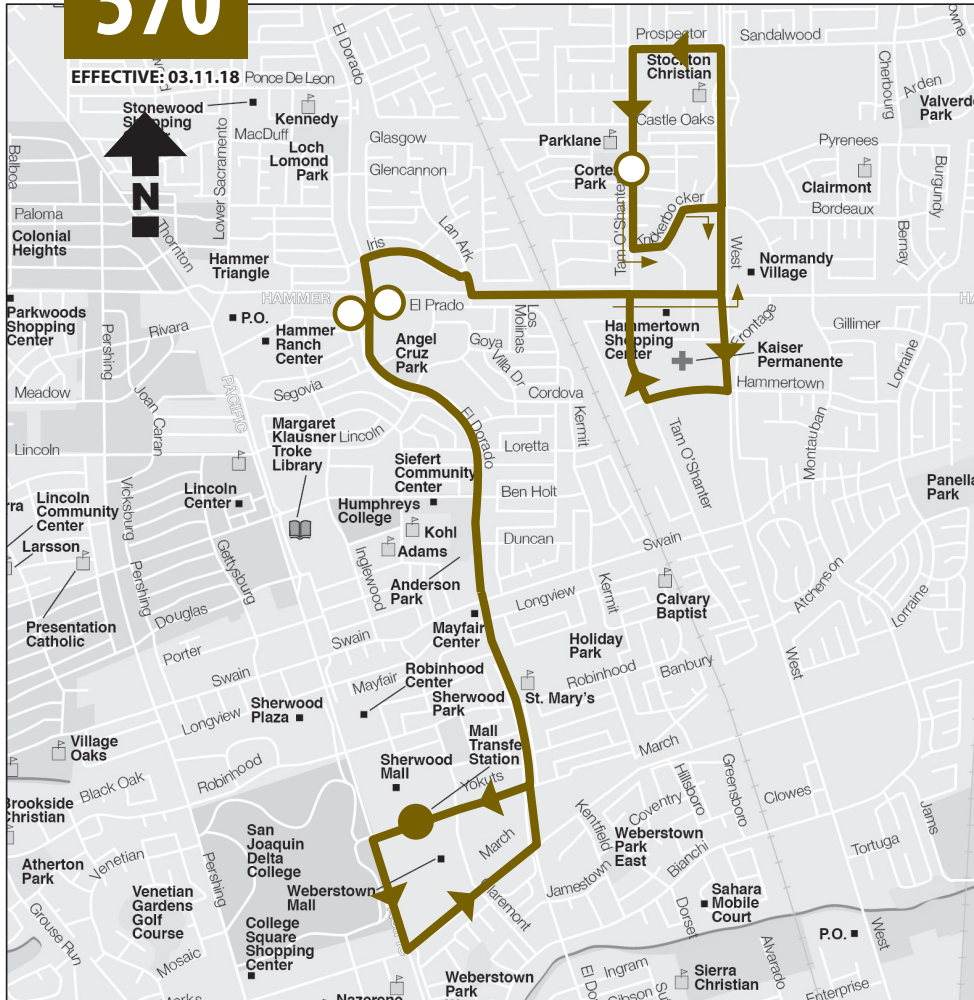 570
EFFECTIVE: 03.11.18
El Dorado
Prospector
Sandalwood
Ponce De Leon
Stockton
Christian
Cherbourg
Arden
Valverde
Park
Stonewood
Shopping
Kennedy
MacDuff
Loch
Lomond
Park
Glasgow
Glencannon
Castle Oaks
Parklane
Pyrenees
Clairmont
Bordeaux
Burgundy
Balboa
Lower Sacramento
N
Paloma
Colonial
Heights
Thornton
Hammer
Triangle
Iris
Lan Ark
Tam O'Shanter
Knickerbocker
West
Bernay
Normandy
Village
HAMMER
El Prado
Parkwoods
Shopping
Center
P.O.
Rivara
Pershing
Hammer
Ranch
Center
Angel
Cruz
Park
Goya
Los
Molinas
Villa Dr
Hammertown
Shopping
Center
Frontage
Gillimer
Kaiser
Permanente
Lorraine
Hammertown
Meadow
Joan
Caran
PACIFIC
Segovia
Cordova
Kermit
Margaret
Klausner
Troke
Library
Lincoln
Lincoln
El Dorado
Loretta
Tam O'Shanter
Montauban
Siefert
Community
Center
Ben Holt
Panella
Park
Lincoln
Center
Humphreys
College
Kohl
Adams
Duncan
Swain
Vicksburg
Lincoln
Community
Center
Larsson
Gettysburg
Inglewood
Anderson
Park
Kermit
Calvary
Baptist
Atchenson
Lorraine
Pershing
Douglas
Presentation
Catholic
Longview
Mayfair
Center
Holiday
Park
Porter
Swain
Swain
Mayfair
Robinhood
Center
Robinhood
Banbury
West
Sherwood
Park
St. Mary's
Sherwood
Plaza
Longview
Mall
Transfer
Station
Village
Oaks
Robinhood
Sherwood
Mall
Yokuts
March
Black Oak
Hillsboro
Greensboro
Clowes
Brookside
Christian
Kentfield
Coventry
Weberstown
Park
East
Bianchi
Jams
Tortuga
Atherton
Park
Venetian
Pershing
San
Joaquin
Delta
College
March
Weberstown
Mall
Claremont
Jamestown
Venetian
Gardens
Golf
Course
Grouse Run
College
Square
Shopping
Center
Dorset
Sahara
Mobile
Court
P.O.
West
Mosaic
Weberstown
Park
Ingram
Gibson
Sierra
Christian
Alvarado
Enterprise